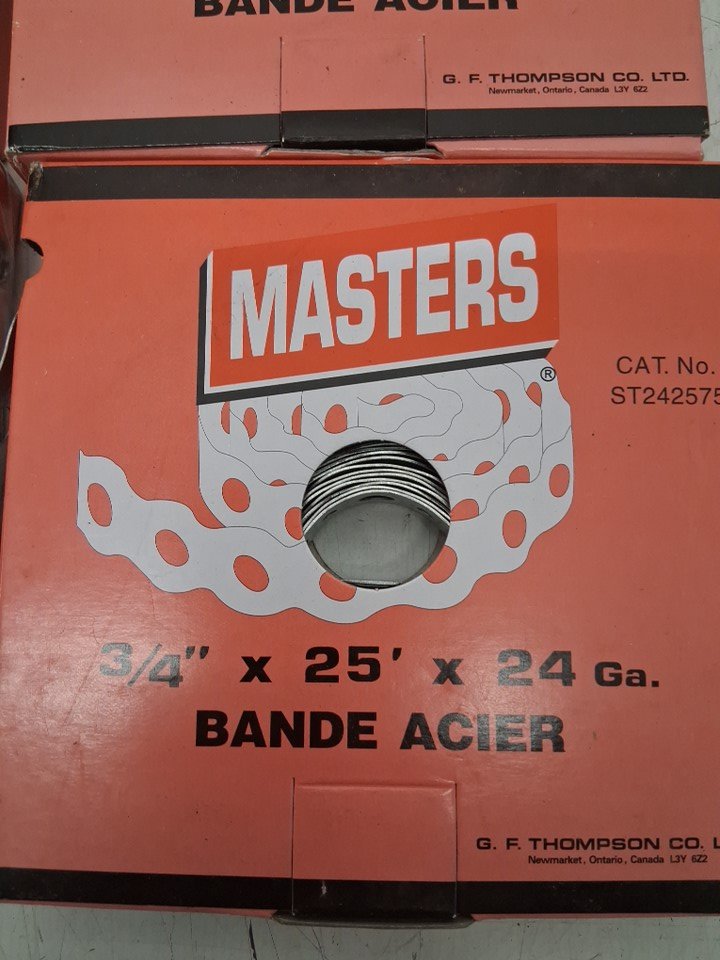 BANDE ACIER
G. F. THOMPSON CO. LTD.
Newmarket, Ontario, Canada L3Y 6Z2
MASTERS
®
CAT. No.
ST242575
3/4" x 25' x 24 Ga.
BANDE ACIER
G. F. THOMPSON CO. L
Newmarket, Ontario, Canada L3Y 6Z2